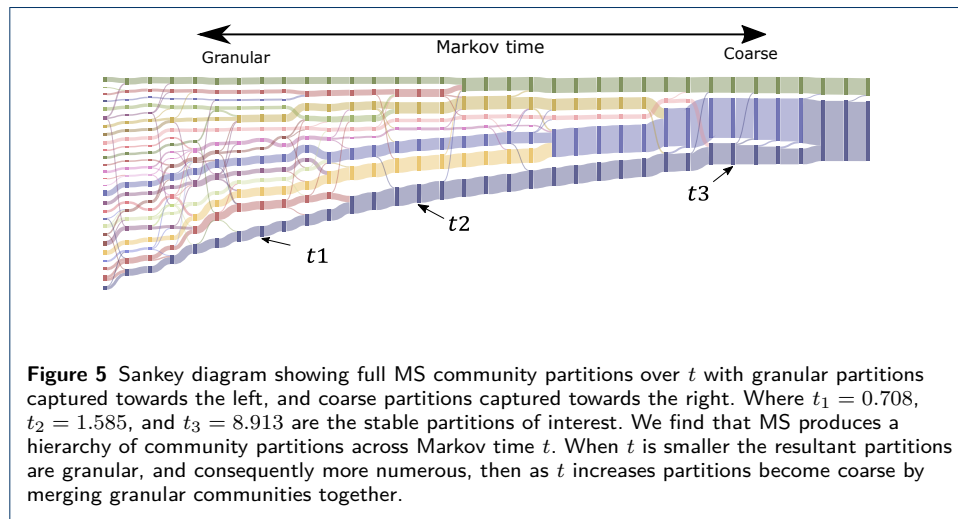 Markov time
Granular
Coarse
t1
t2
t3
Figure 5 Sankey diagram showing full MS community partitions over t with granular partitions
captured towards the left, and coarse partitions captured towards the right. Where t₁ = 0.708,
t₂ = 1.585, and t₃ = 8.913 are the stable partitions of interest. We find that MS produces a
hierarchy of community partitions across Markov time t. When t is smaller the resultant partitions
are granular, and consequently more numerous, then as t increases partitions become coarse by
merging granular communities together.